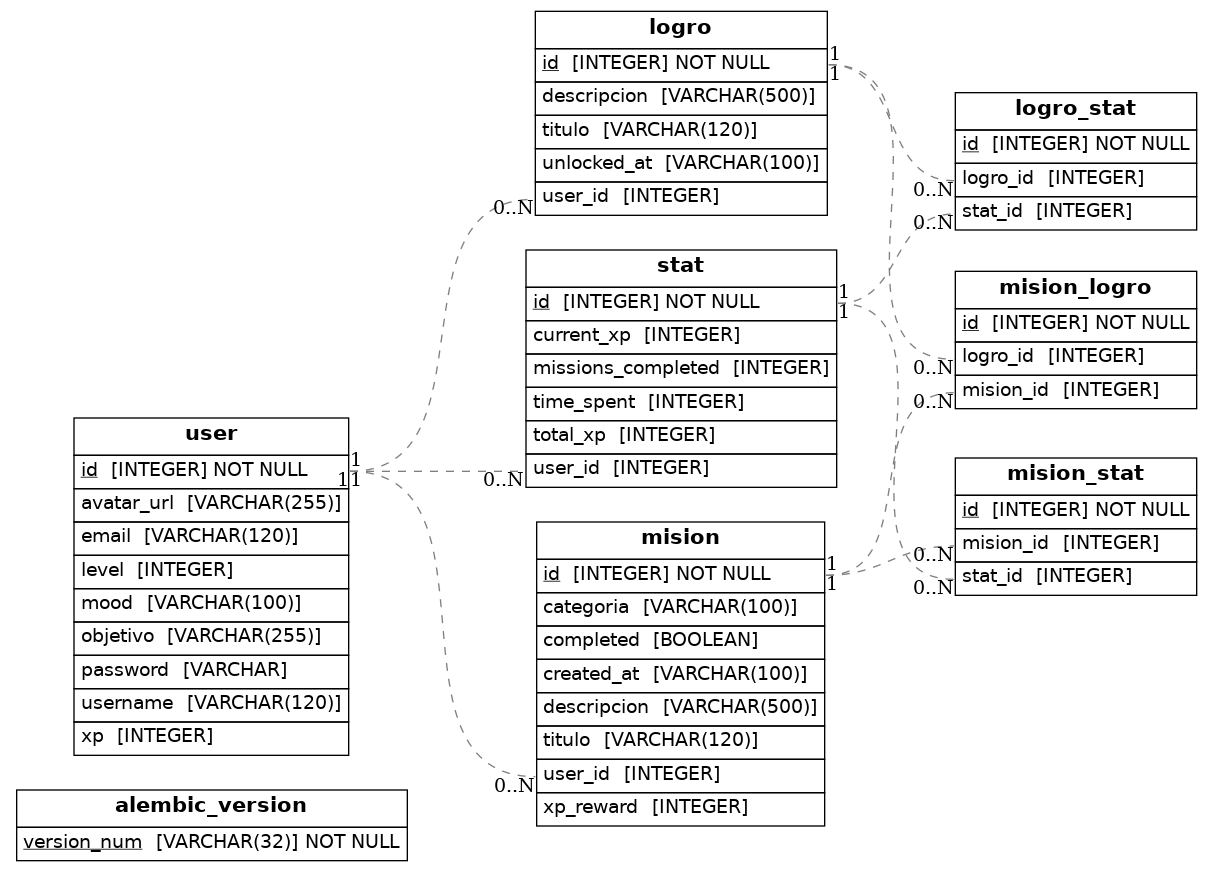 logro
id [INTEGER] NOT NULL
descripcion [VARCHAR(500)]
titulo [VARCHAR(120)]
unlocked_at [VARCHAR(100)]
user_id [INTEGER]
1
1
0..N
logro_stat
id [INTEGER] NOT NULL
logro_id [INTEGER]
stat_id [INTEGER]
0..N
0..N
stat
id [INTEGER] NOT NULL
current_xp [INTEGER]
missions_completed [INTEGER]
time_spent [INTEGER]
total_xp [INTEGER]
user_id [INTEGER]
1
1
0..N
mision_logro
id [INTEGER] NOT NULL
logro_id [INTEGER]
mision_id [INTEGER]
0..N
0..N
user
id [INTEGER] NOT NULL
avatar_url [VARCHAR(255)]
email [VARCHAR(120)]
level [INTEGER]
mood [VARCHAR(100)]
objetivo [VARCHAR(255)]
password [VARCHAR]
username [VARCHAR(120)]
xp [INTEGER]
1
11
mision_stat
id [INTEGER] NOT NULL
mision_id [INTEGER]
stat_id [INTEGER]
0..N
0..N
mision
id [INTEGER] NOT NULL
categoria [VARCHAR(100)]
completed [BOOLEAN]
created_at [VARCHAR(100)]
descripcion [VARCHAR(500)]
titulo [VARCHAR(120)]
user_id [INTEGER]
xp_reward [INTEGER]
1
1
0..N
alembic_version
version_num [VARCHAR(32)] NOT NULL